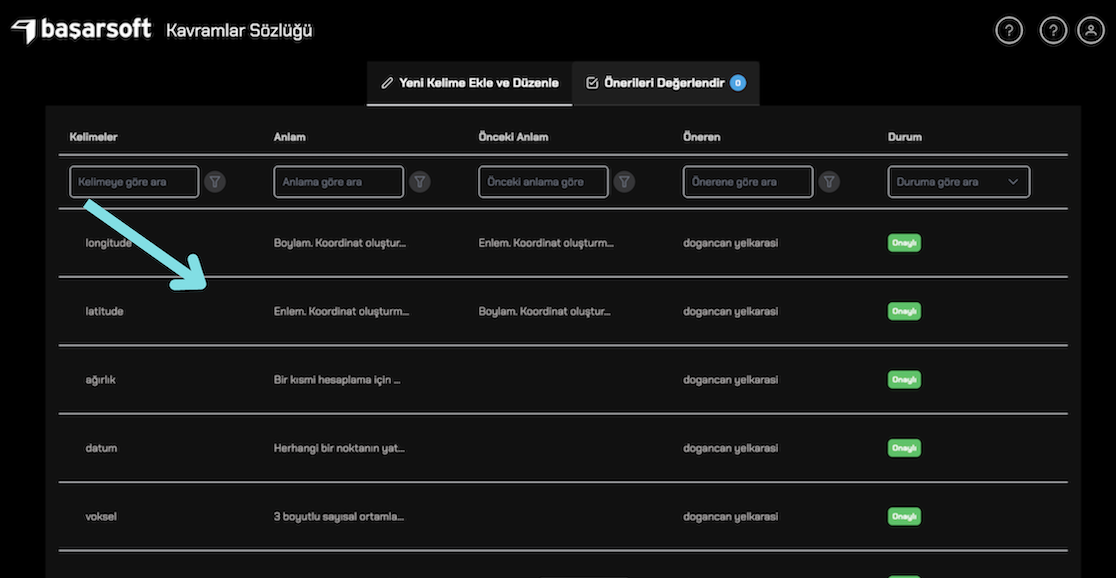 başarsoft Kavramlar Sözlüğü
? ?
Yeni Kelime Ekle ve Düzenle Önerileri Değerlendir 0
Kelimeler Anlam Önceki Anlam Öneren Durum
Kelimeye göre ara Anlama göre ara Önceki anlama göre Önerene göre ara Duruma göre ara
longitude Boylam. Koordinat oluştur... Enlem. Koordinat oluşturm... dogancan yelkarasi Onaylı
latitude Enlem. Koordinat oluşturm... Boylam. Koordinat oluştur... dogancan yelkarasi Onaylı
ağırlık Bir kısmi hesaplama için ... dogancan yelkarasi Onaylı
datum Herhangi bir noktanın yat... dogancan yelkarasi Onaylı
voksel 3 boyutlu sayısal ortamla... dogancan yelkarasi Onaylı